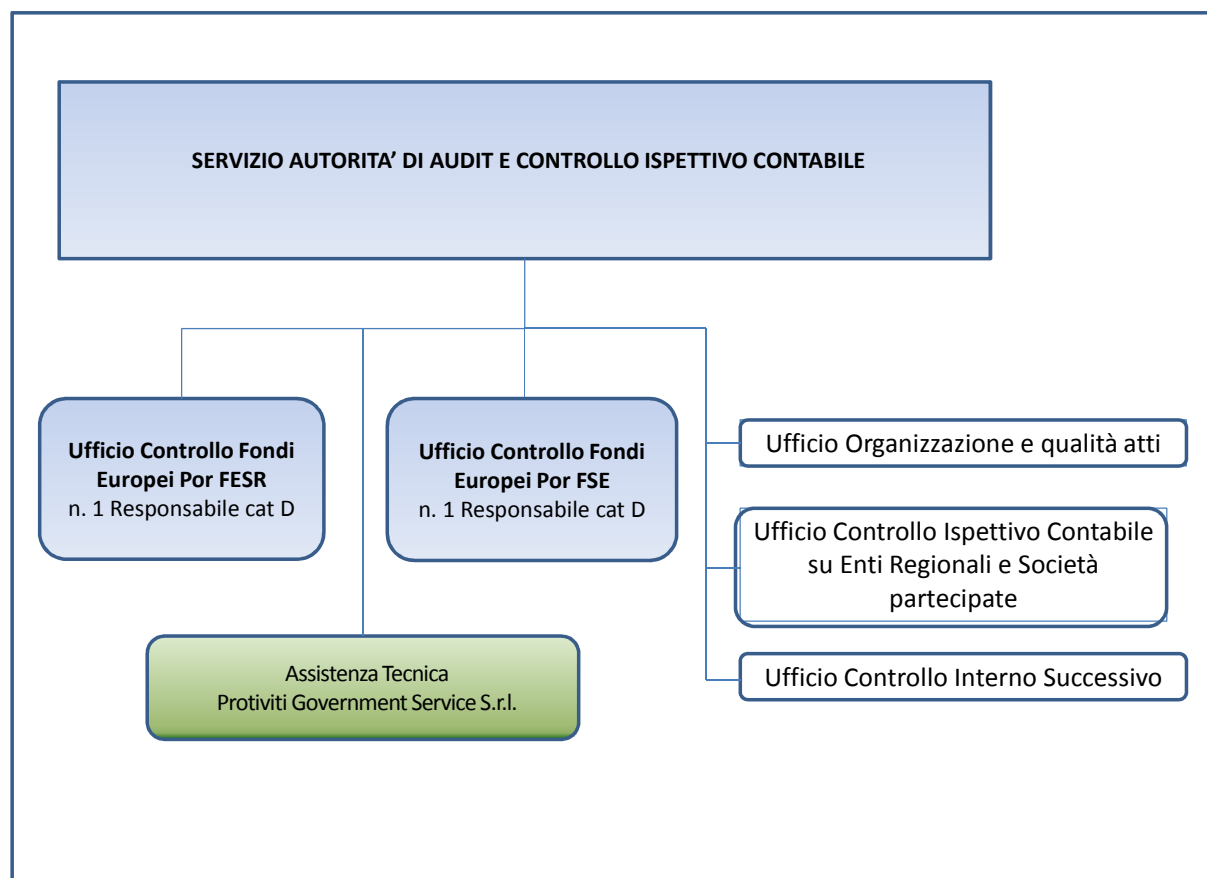 SERVIZIO AUTORITA’ DI AUDIT E CONTROLLO ISPETTIVO CONTABILE
Ufficio Controllo Fondi
Europei Por FESR
n. 1 Responsabile cat D
Ufficio Controllo Fondi
Europei Por FSE
n. 1 Responsabile cat D
Ufficio Organizzazione e qualità atti
Ufficio Controllo Ispettivo Contabile
su Enti Regionali e Società
partecipate
Ufficio Controllo Interno Successivo
Assistenza Tecnica
Protiviti Government Service S.r.l.